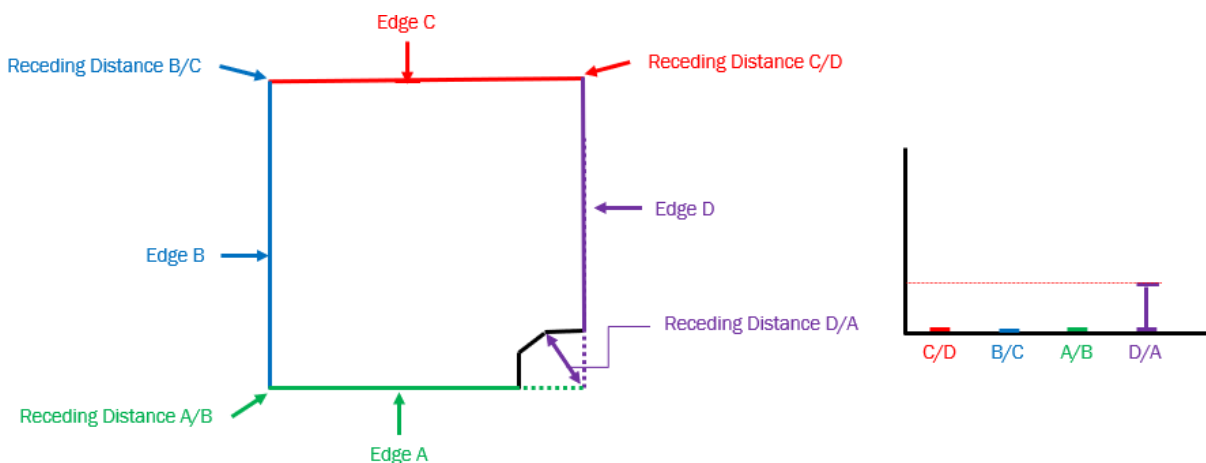 Edge C
Receding Distance B/C
Receding Distance C/D
Edge D
Edge B
Receding Distance D/A
C/D
B/C
A/B
D/A
Receding Distance A/B
Edge A